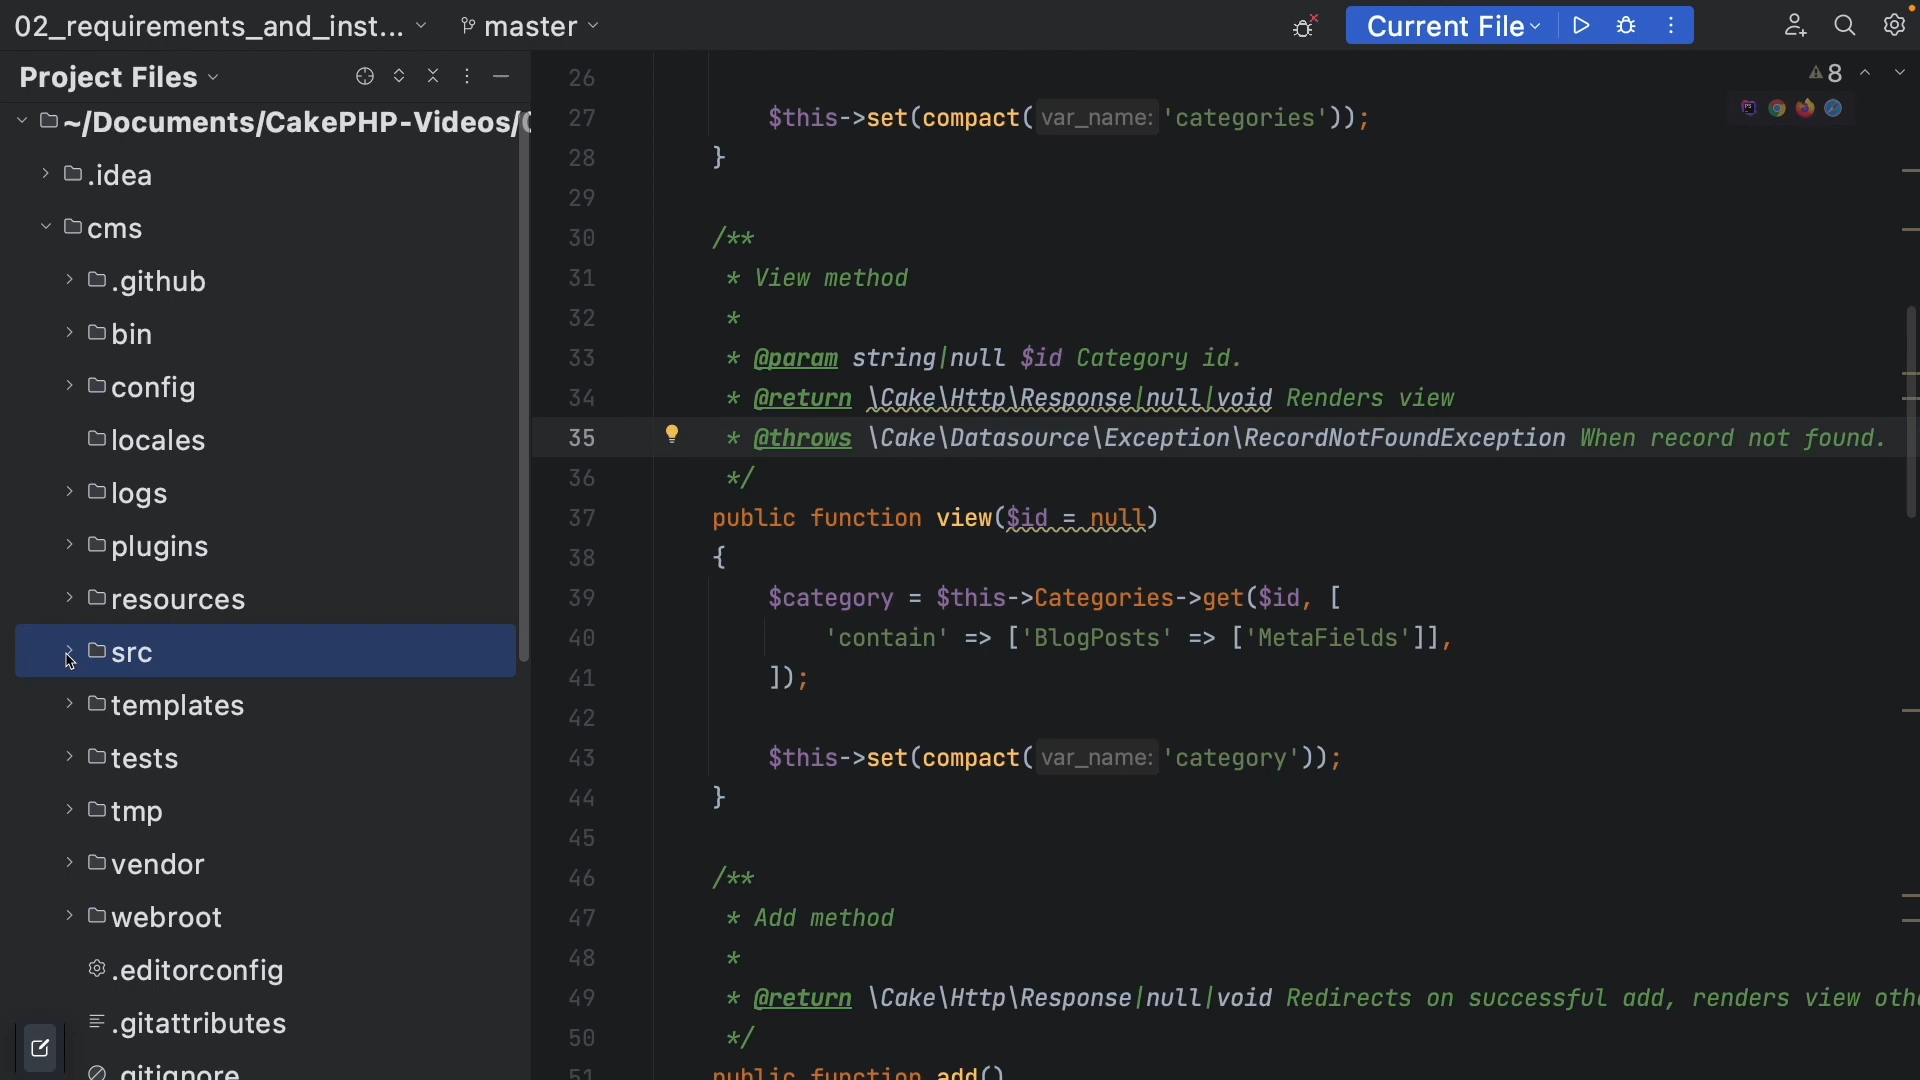 02_requirements_and_inst...
master
Current File
Project Files
~/Documents/CakePHP-Videos/
.idea
cms
.github
bin
config
locales
logs
plugins
resources
src
templates
tests
tmp
vendor
webroot
.editorconfig
.gitattributes
.gitignore
8
26
27 $this->set(compact( var_name: 'categories'));
28 }
29
30 /**
31 * View method
32 *
33 * @param string|null $id Category id.
34 * @return \Cake\Http\Response|null|void Renders view
35 * @throws \Cake\Datasource\Exception\RecordNotFoundException When record not found.
36 */
37 public function view($id = null)
38 {
39 $category = $this->Categories->get($id, [
40 'contain' => ['BlogPosts' => ['MetaFields']],
41 ]);
42
43 $this->set(compact( var_name: 'category'));
44 }
45
46 /**
47 * Add method
48 *
49 * @return \Cake\Http\Response|null|void Redirects on successful add, renders view oth
50 */
51 public function add()